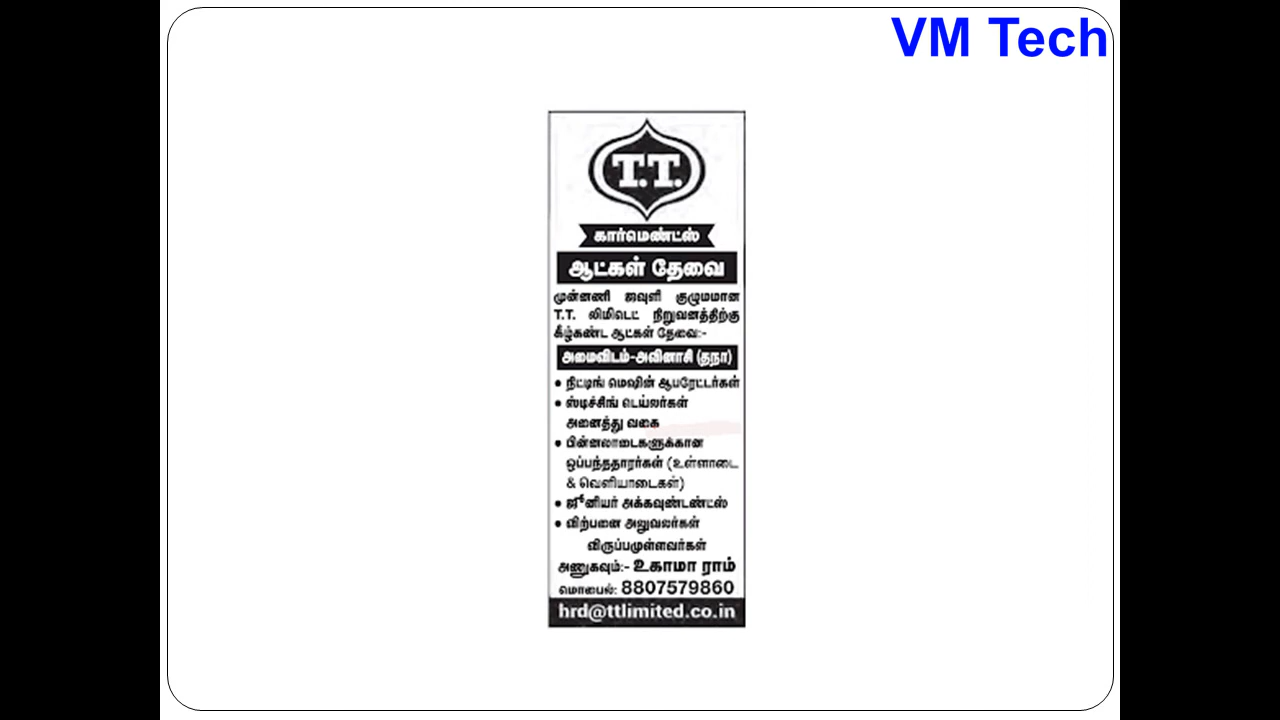 VM Tech
T.T.
கார்மெண்ட்ஸ்
ஆட்கள் தேவை
முன்னணி ஜவுளி குழுமமான
T.T. லிமிடெட் நிறுவனத்திற்கு
கீழ்கண்ட ஆட்கள் தேவை:-
அமைவிடம்-அவினாசி (தநா)
• நிட்டிங் மெஷின் ஆபரேட்டர்கள்
• ஸ்டிச்சிங் டெய்லர்கள்
அனைத்து வகை
• பின்னலாடைகளுக்கான
ஒப்பந்ததாரர்கள் (உள்ளாடை
& வெளியாடைகள்)
• ஜீனியர் அக்கவுண்டண்ட்ஸ்
• விற்பனை அலுவலர்கள்
விருப்பமுள்ளவர்கள்
அணுகவும்:- உகாமா ராம்
மொபைல்: 8807579860
hrd@ttlimited.co.in